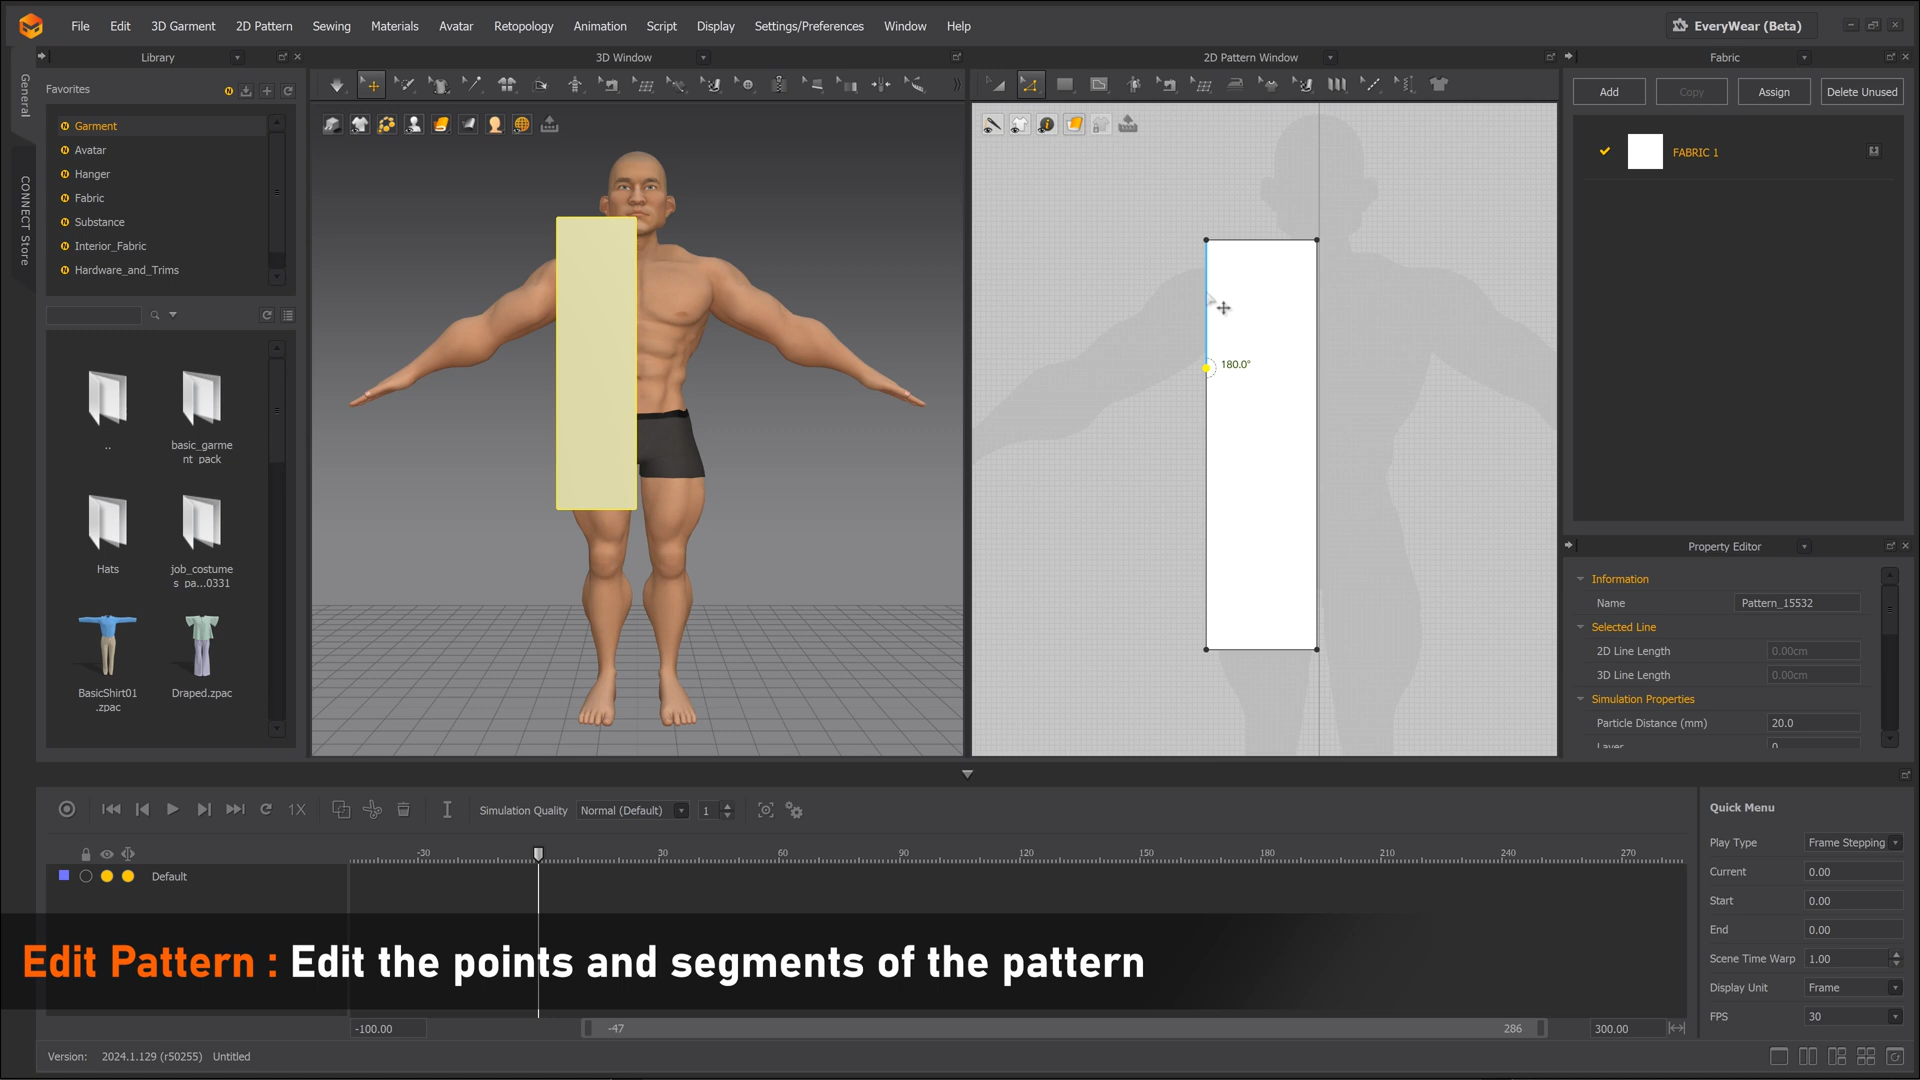 File Edit 3D Garment 2D Pattern Sewing Materials Avatar Retopology Animation Script Display Settings/Preferences Window Help
EveryWear (Beta)
General
CONNECT Store
Library
3D Window
2D Pattern Window
Fabric
Favorites
Garment
Avatar
Hanger
Fabric
Substance
Interior_Fabric
Hardware_and_Trims
..
basic_garme
nt_pack
Hats
job_costume
s_pa...0331
BasicShirt01
.zpac
Draped.zpac
180.0°
Add Copy Assign Delete Unused
FABRIC 1
Property Editor
Information
Name Pattern_15532
Selected Line
2D Line Length 0.00cm
3D Line Length 0.00cm
Simulation Properties
Particle Distance (mm) 20.0
Layer 0
1X
Simulation Quality Normal (Default) 1
-30 30 60 90 120 150 180 210 240 270
Default
Quick Menu
Play Type Frame Stepping
Current 0.00
Start 0.00
End 0.00
Scene Time Warp 1.00
Display Unit Frame
FPS 30
Edit Pattern : Edit the points and segments of the pattern
-100.00 -47 286 300.00
Version: 2024.1.129 (r50255) Untitled